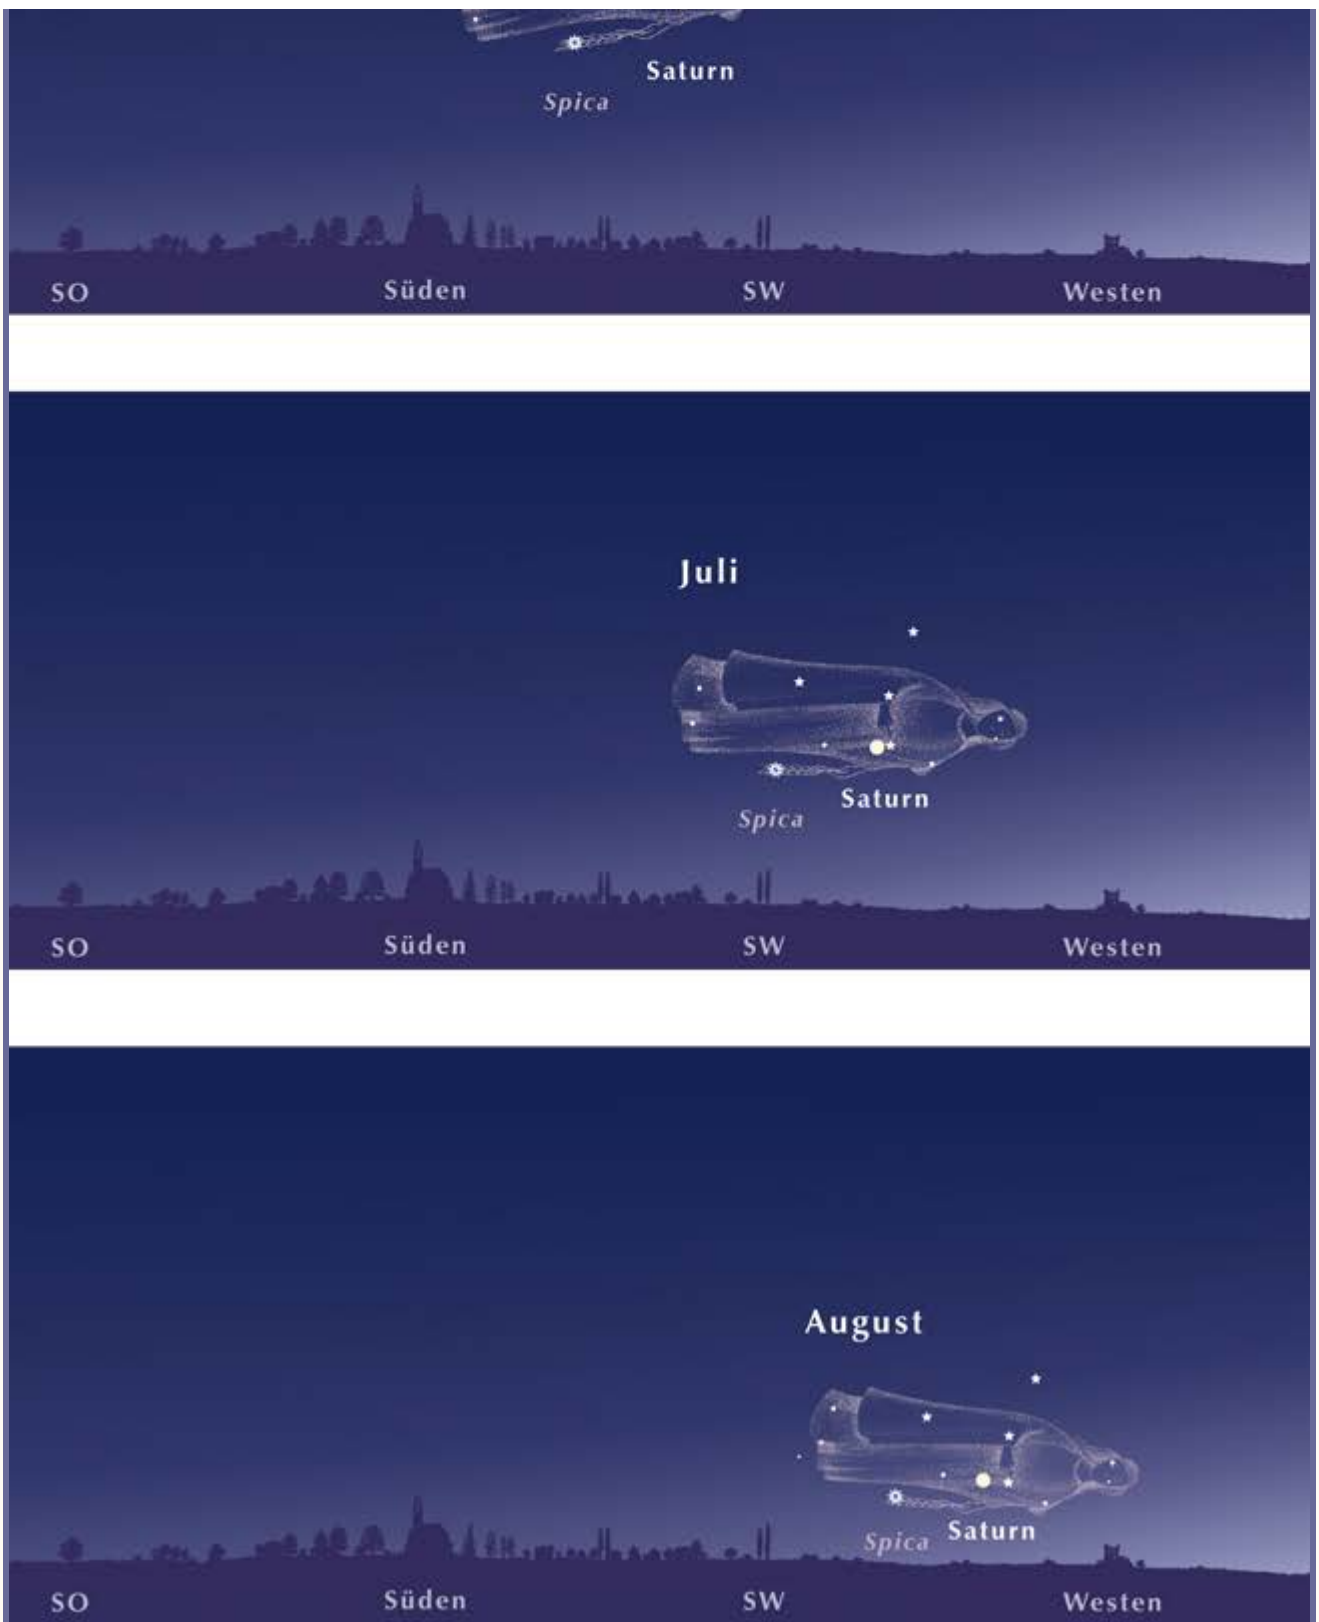 Saturn
Spica
SO Süden SW Westen
Juli
Saturn
Spica
SO Süden SW Westen
August
Saturn
Spica
SO Süden SW Westen